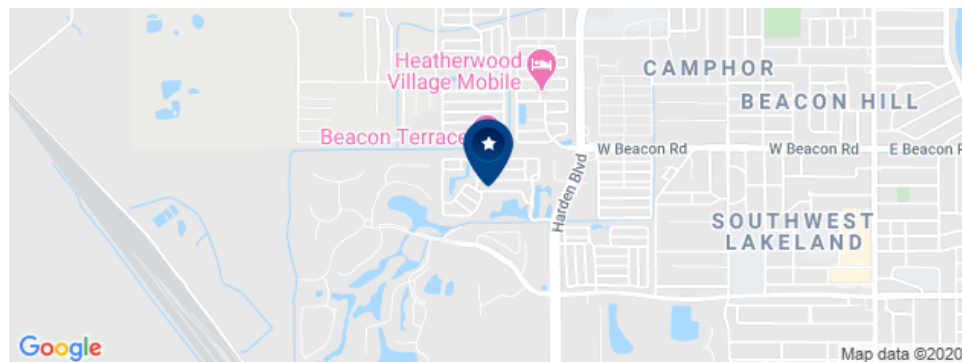 Heatherwood
Village Mobile
CAMPHOR
BEACON HILL
Beacon Terrace
W Beacon Rd
W Beacon Rd
E Beacon R
Harden Blvd
SOUTHWEST
LAKELAND
Google
Map data ©2020